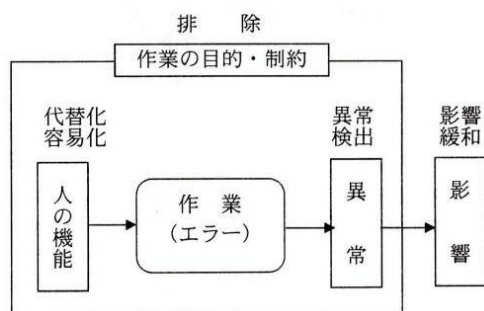 排　除
作業の目的・制約
代替化
容易化
異常
検出
影響
緩和
人の機能
作　業
（エラー）
異　常
影　響